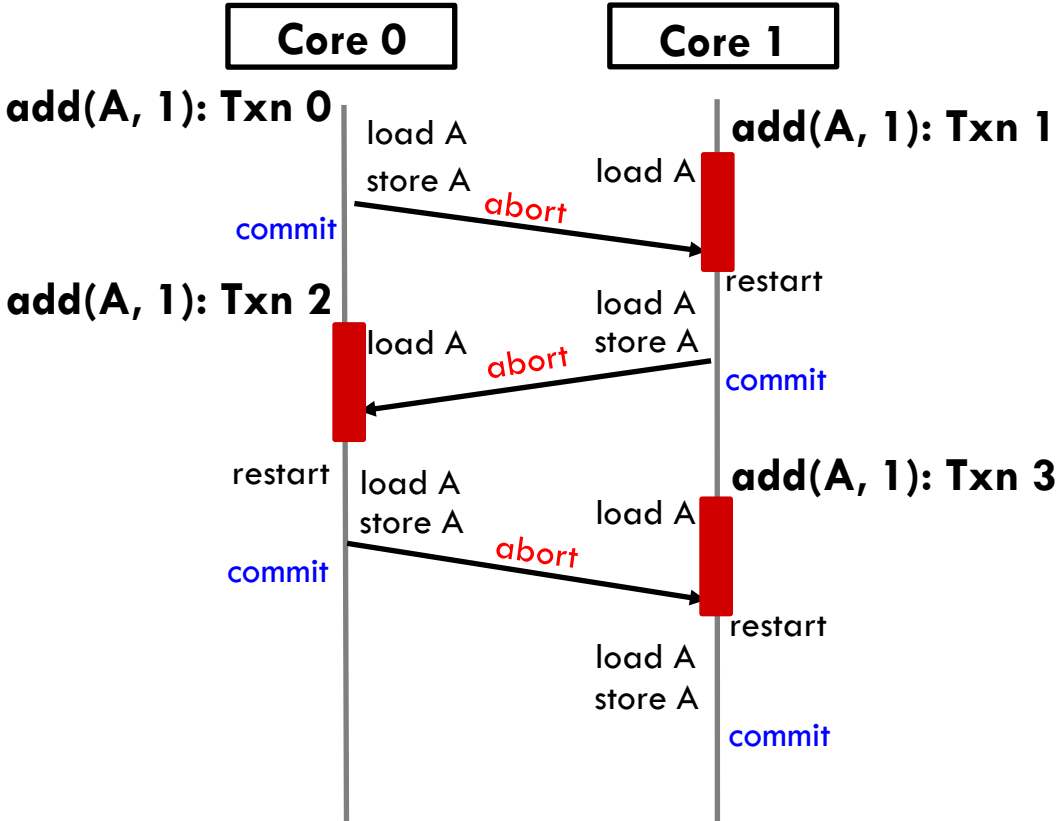 Core 0
Core 1
add(A, 1): Txn 0
load A
add(A, 1): Txn 1
store A
load A
abort
commit
restart
add(A, 1): Txn 2
load A
load A
store A
abort
commit
restart
load A
add(A, 1): Txn 3
store A
load A
abort
commit
restart
load A
store A
commit